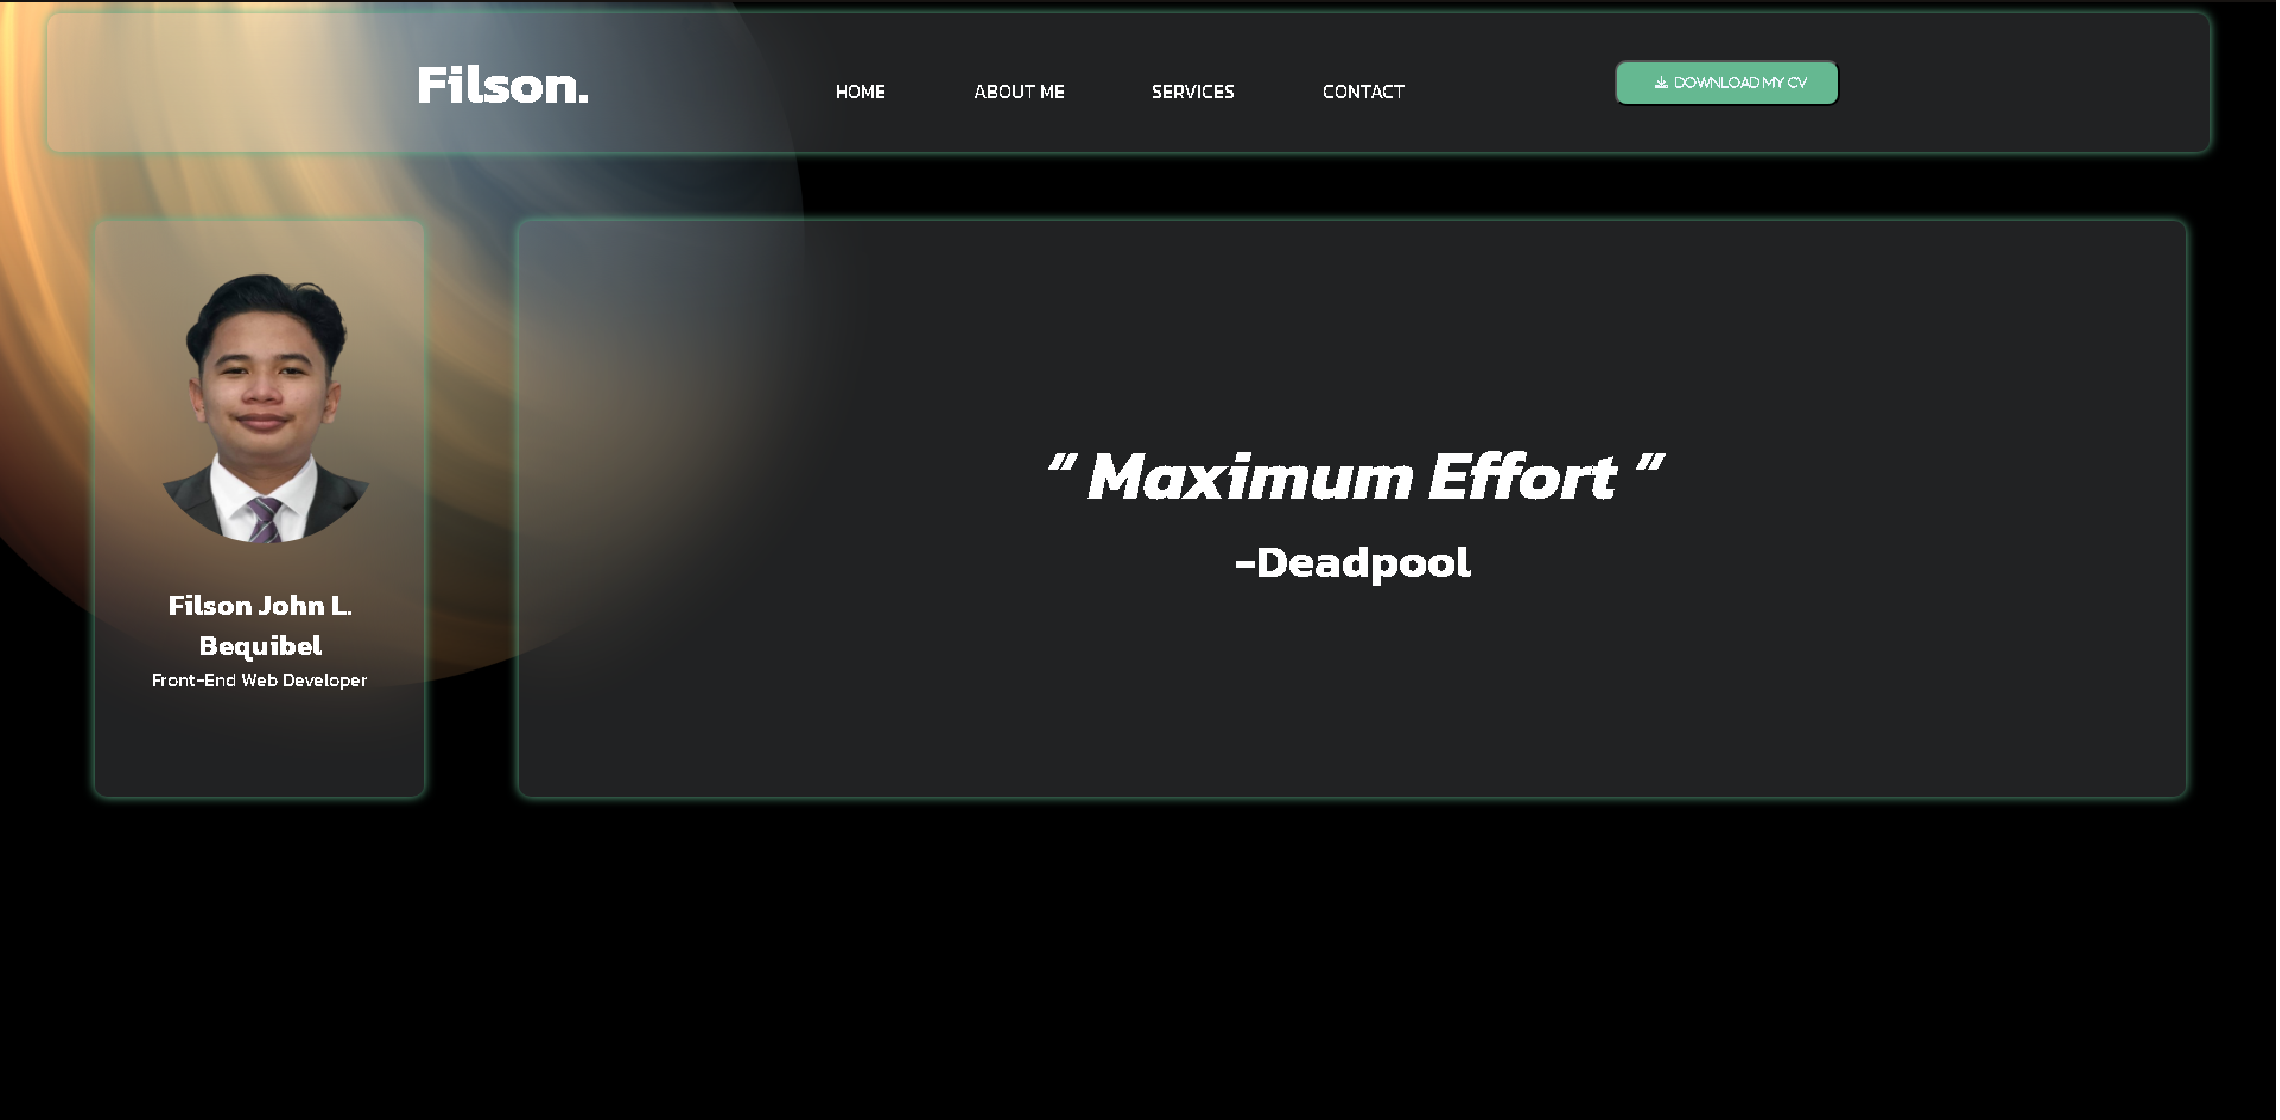 Filson.
HOME
ABOUT ME
SERVICES
CONTACT
DOWNLOAD MY CV
Filson John L.
Bequibel
Front-End Web Developer
" Maximum Effort "
-Deadpool